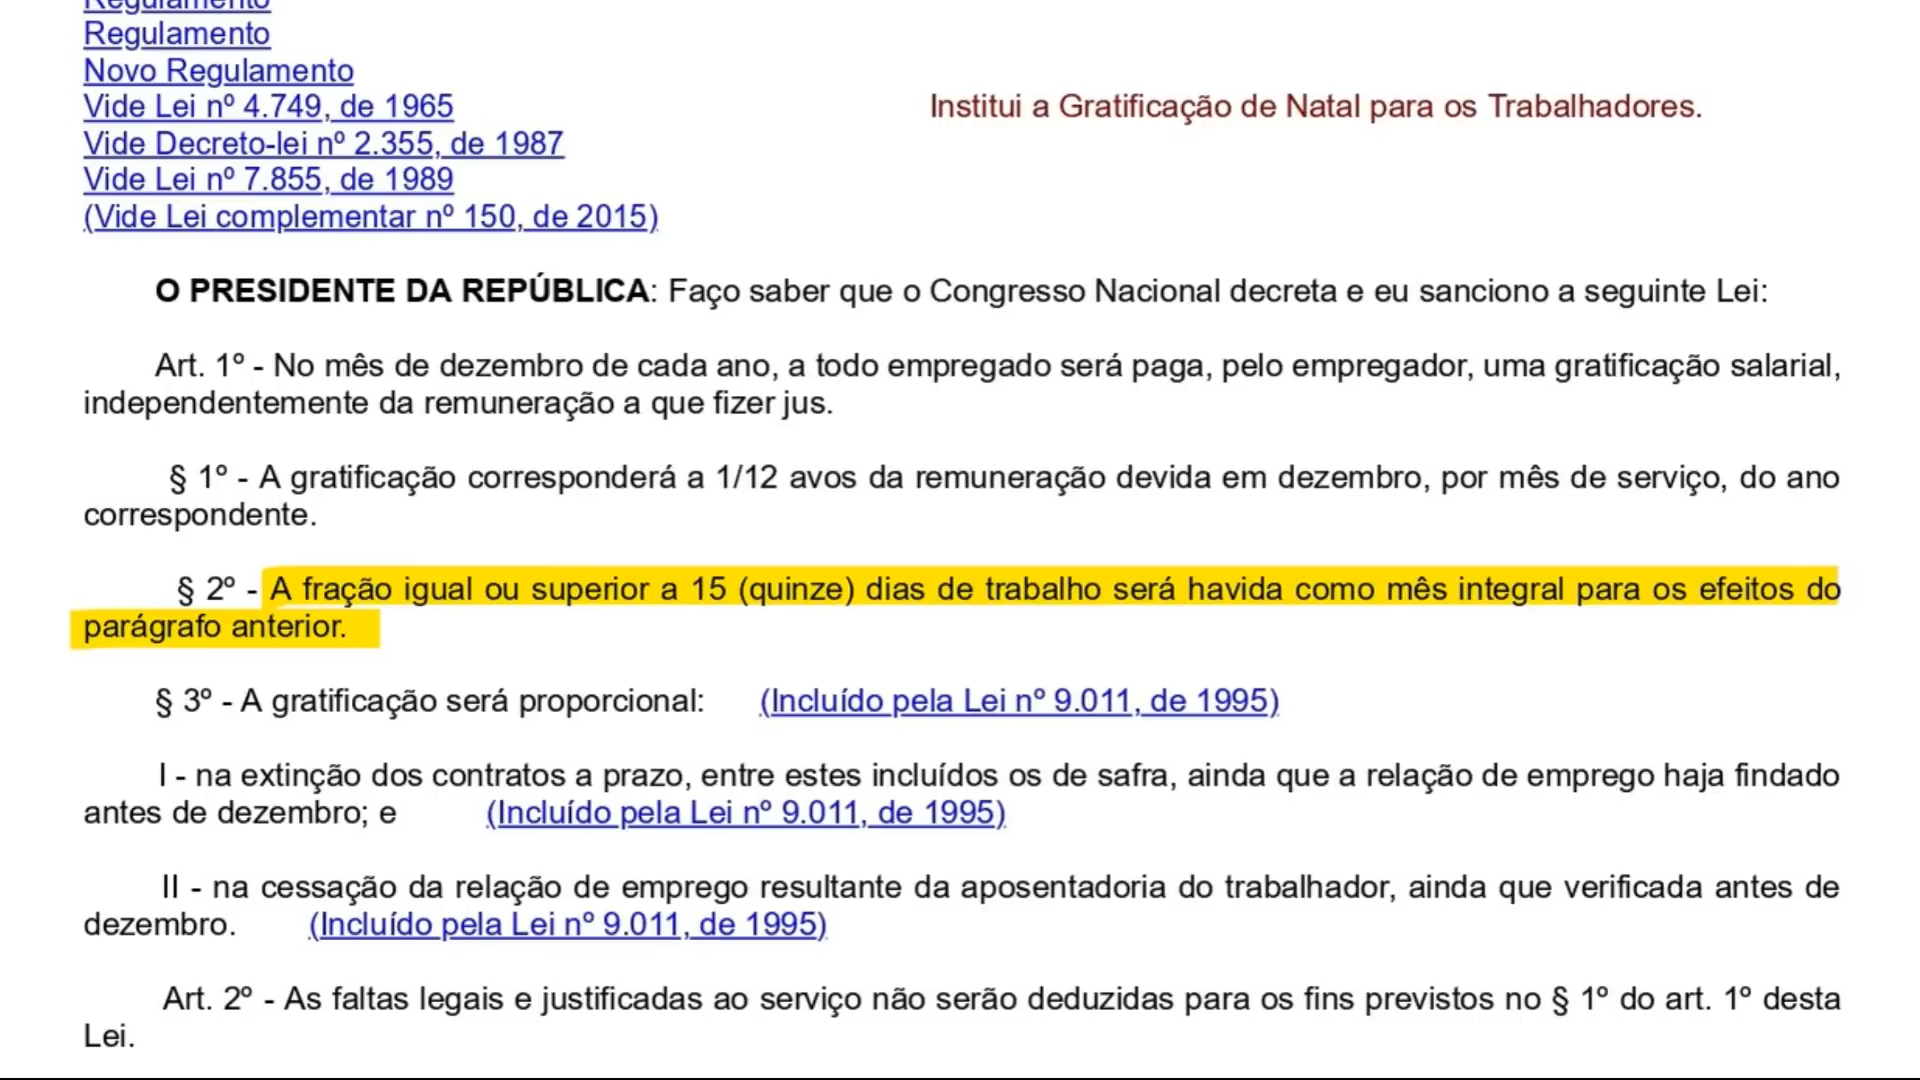 Regulamento
Regulamento
Novo Regulamento
Vide Lei nº 4.749, de 1965
Institui a Gratificação de Natal para os Trabalhadores.
Vide Decreto-lei nº 2.355, de 1987
Vide Lei nº 7.855, de 1989
(Vide Lei complementar nº 150, de 2015)
O PRESIDENTE DA REPÚBLICA: Faço saber que o Congresso Nacional decreta e eu sanciono a seguinte Lei:
Art. 1º - No mês de dezembro de cada ano, a todo empregado será paga, pelo empregador, uma gratificação salarial,
independentemente da remuneração a que fizer jus.
§ 1º - A gratificação corresponderá a 1/12 avos da remuneração devida em dezembro, por mês de serviço, do ano
correspondente.
§ 2º - A fração igual ou superior a 15 (quinze) dias de trabalho será havida como mês integral para os efeitos do
parágrafo anterior.
§ 3º - A gratificação será proporcional: (Incluído pela Lei nº 9.011, de 1995)
I - na extinção dos contratos a prazo, entre estes incluídos os de safra, ainda que a relação de emprego haja findado
antes de dezembro; e (Incluído pela Lei nº 9.011, de 1995)
II - na cessação da relação de emprego resultante da aposentadoria do trabalhador, ainda que verificada antes de
dezembro. (Incluído pela Lei nº 9.011, de 1995)
Art. 2º - As faltas legais e justificadas ao serviço não serão deduzidas para os fins previstos no § 1º do art. 1º desta
Lei.